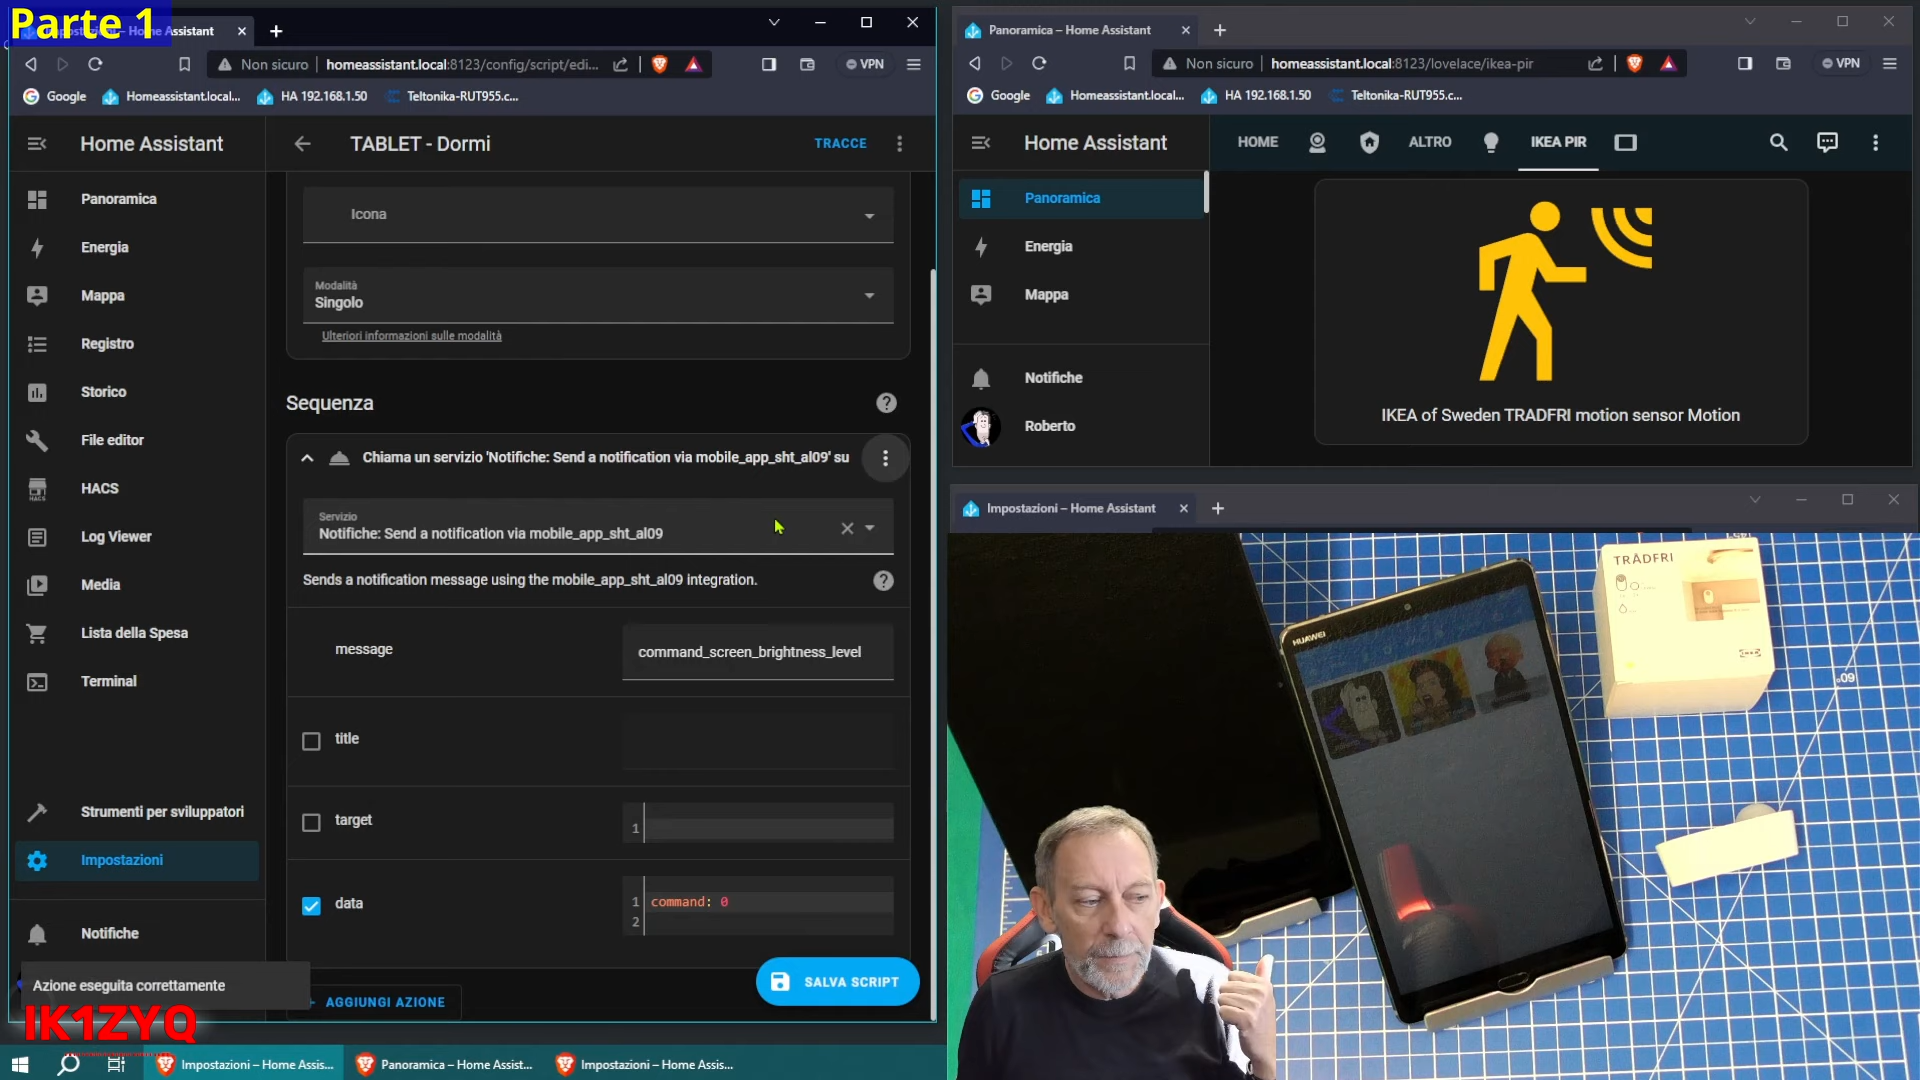 Parte 1
Home Assistant
Non sicuro
homeassistant.local:8123/config/script/edi...
VPN
Google
Homeassistant.local...
HA 192.168.1.50
Teltonika-RUT955.c...
Home Assistant
TABLET - Dormi
TRACCE
Panoramica
Energia
Mappa
Registro
Storico
File editor
HACS
Log Viewer
Media
Lista della Spesa
Terminal
Strumenti per sviluppatori
Impostazioni
Notifiche
Azione eseguita correttamente
IK1ZYQ
Icona
Modalità
Singolo
Ulteriori informazioni sulle modalità
Sequenza
Chiama un servizio 'Notifiche: Send a notification via mobile_app_sht_al09' su
Servizio
Notifiche: Send a notification via mobile_app_sht_al09
Sends a notification message using the mobile_app_sht_al09 integration.
message
command_screen_brightness_level
title
target
1
data
1 command: 0
2
SALVA SCRIPT
AGGIUNGI AZIONE
Panoramica – Home Assistant
Non sicuro
homeassistant.local:8123/lovelace/ikea-pir
VPN
Google
Homeassistant.local...
HA 192.168.1.50
Teltonika-RUT955.c...
Home Assistant
HOME
ALTRO
IKEA PIR
Panoramica
Energia
Mappa
Notifiche
Roberto
IKEA of Sweden TRADFRI motion sensor Motion
Impostazioni – Home Assistant
HUAWEI
TRÅDFRI
Impostazioni – Home Assis...
Panoramica – Home Assist...
Impostazioni – Home Assis...